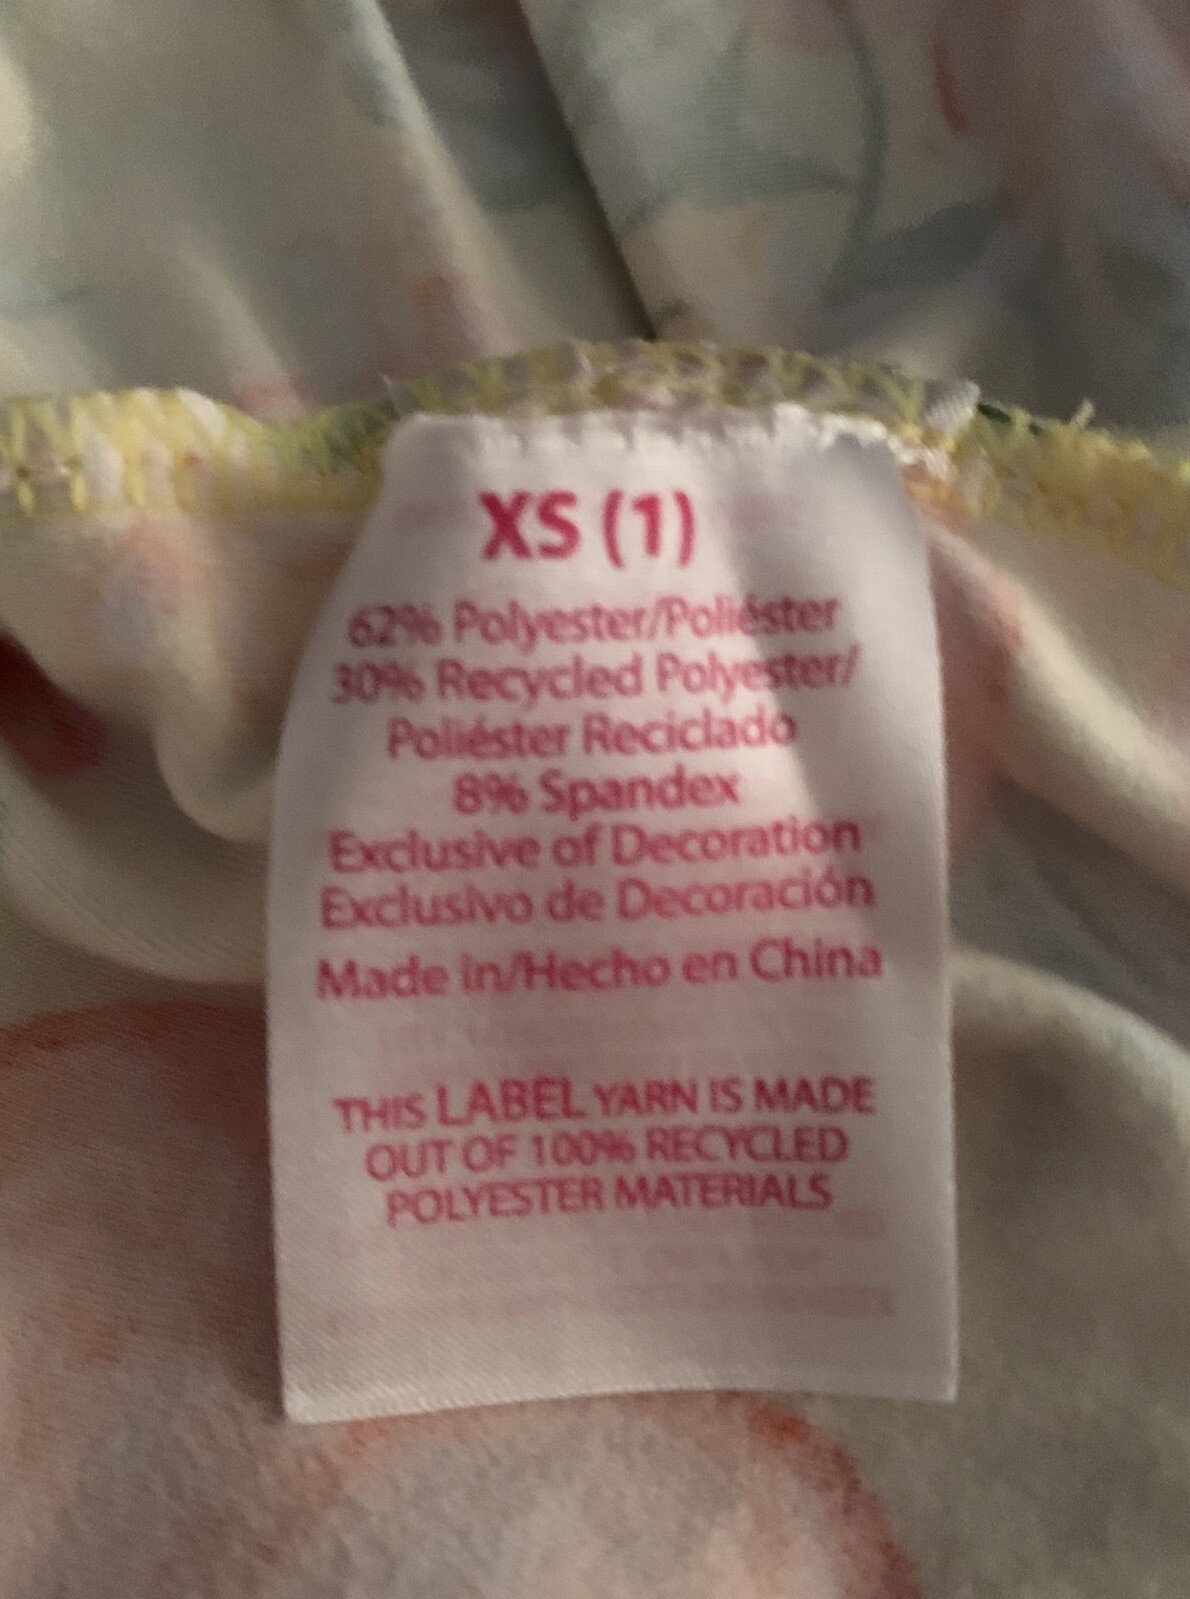 XS (1)
62% Polyester/Poliéster
30% Recycled Polyester/
Poliéster Reciclado
8% Spandex
Exclusive of Decoration
Exclusivo de Decoración
Made in/Hecho en China
THIS LABEL YARN IS MADE
OUT OF 100% RECYCLED
POLYESTER MATERIALS